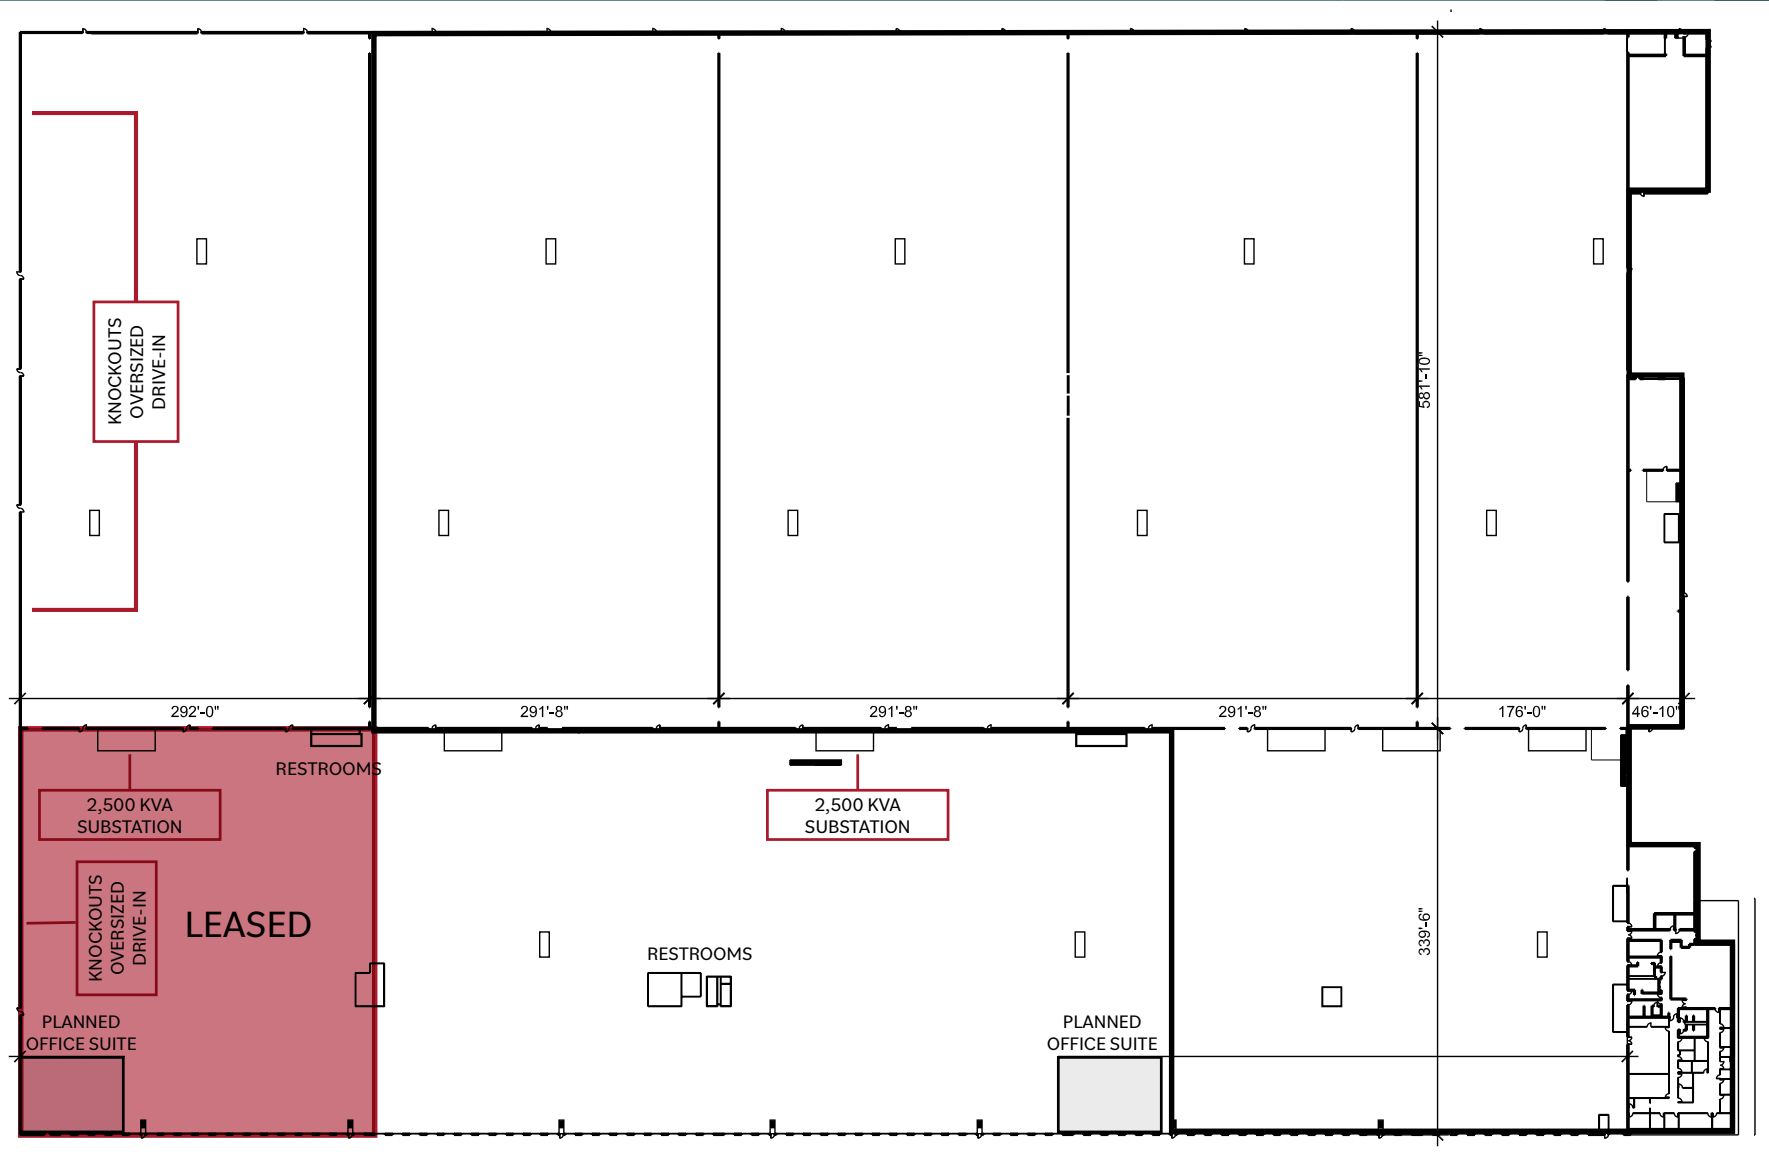 KNOCKOUTS
OVERSIZED
DRIVE-IN
581'-10"
292'-0"
291'-8"
291'-8"
291'-8"
176'-0"
46'-10"
RESTROOMS
2,500 KVA
SUBSTATION
2,500 KVA
SUBSTATION
KNOCKOUTS
OVERSIZED
DRIVE-IN
LEASED
339'-6"
RESTROOMS
PLANNED
OFFICE SUITE
PLANNED
OFFICE SUITE